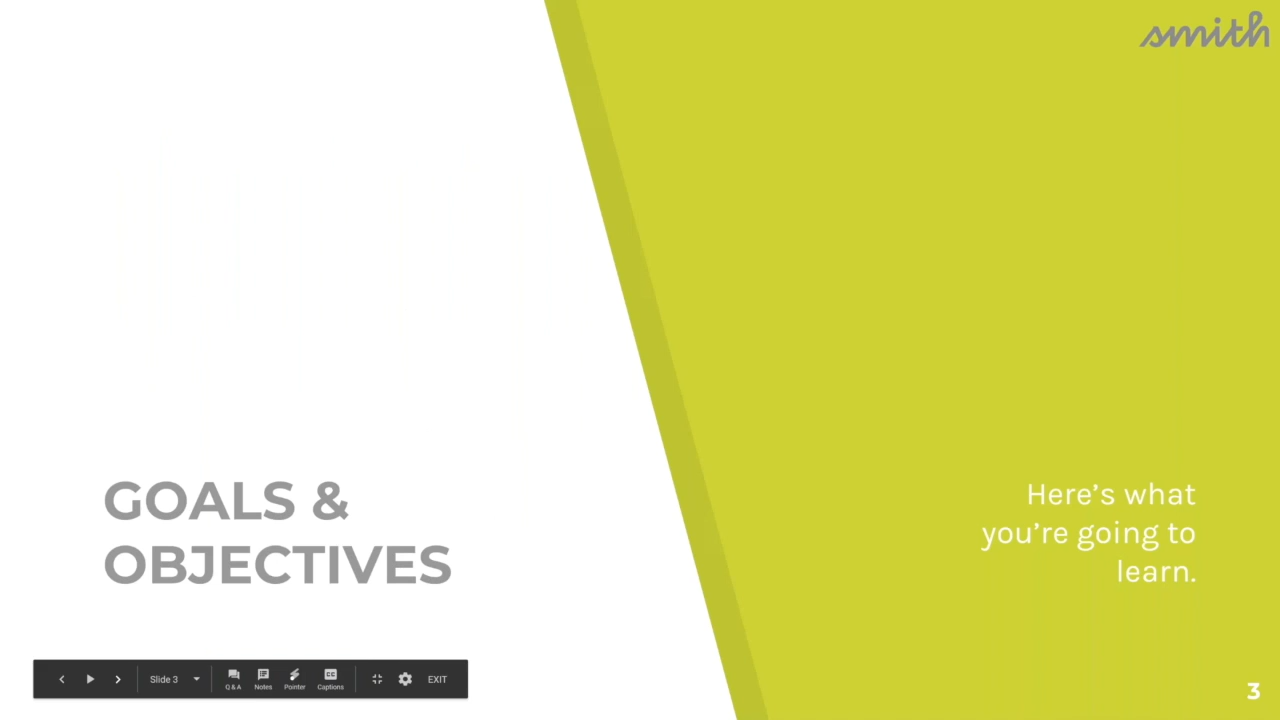 smith
GOALS &
OBJECTIVES
Here’s what
you’re going to
learn.
Slide 3
Q & A
Notes
Pointer
Captions
EXIT
3